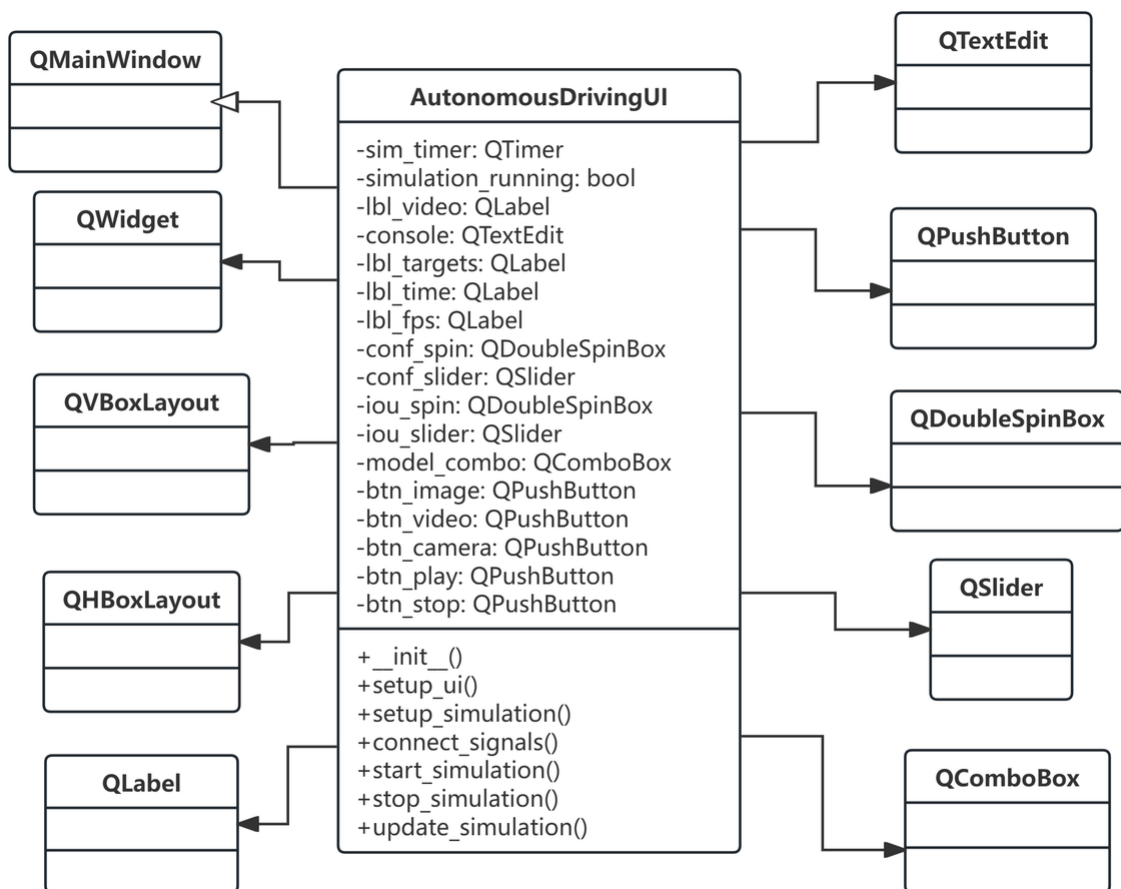 QMainWindow
QWidget
QVBoxLayout
QHBoxLayout
QLabel
AutonomousDrivingUI
-sim_timer: QTimer
-simulation_running: bool
-lbl_video: QLabel
-console: QTextEdit
-lbl_targets: QLabel
-lbl_time: QLabel
-lbl_fps: QLabel
-conf_spin: QDoubleSpinBox
-conf_slider: QSlider
-iou_spin: QDoubleSpinBox
-iou_slider: QSlider
-model_combo: QComboBox
-btn_image: QPushButton
-btn_video: QPushButton
-btn_camera: QPushButton
-btn_play: QPushButton
-btn_stop: QPushButton
+__init__()
+setup_ui()
+setup_simulation()
+connect_signals()
+start_simulation()
+stop_simulation()
+update_simulation()
QTextEdit
QPushButton
QDoubleSpinBox
QSlider
QComboBox